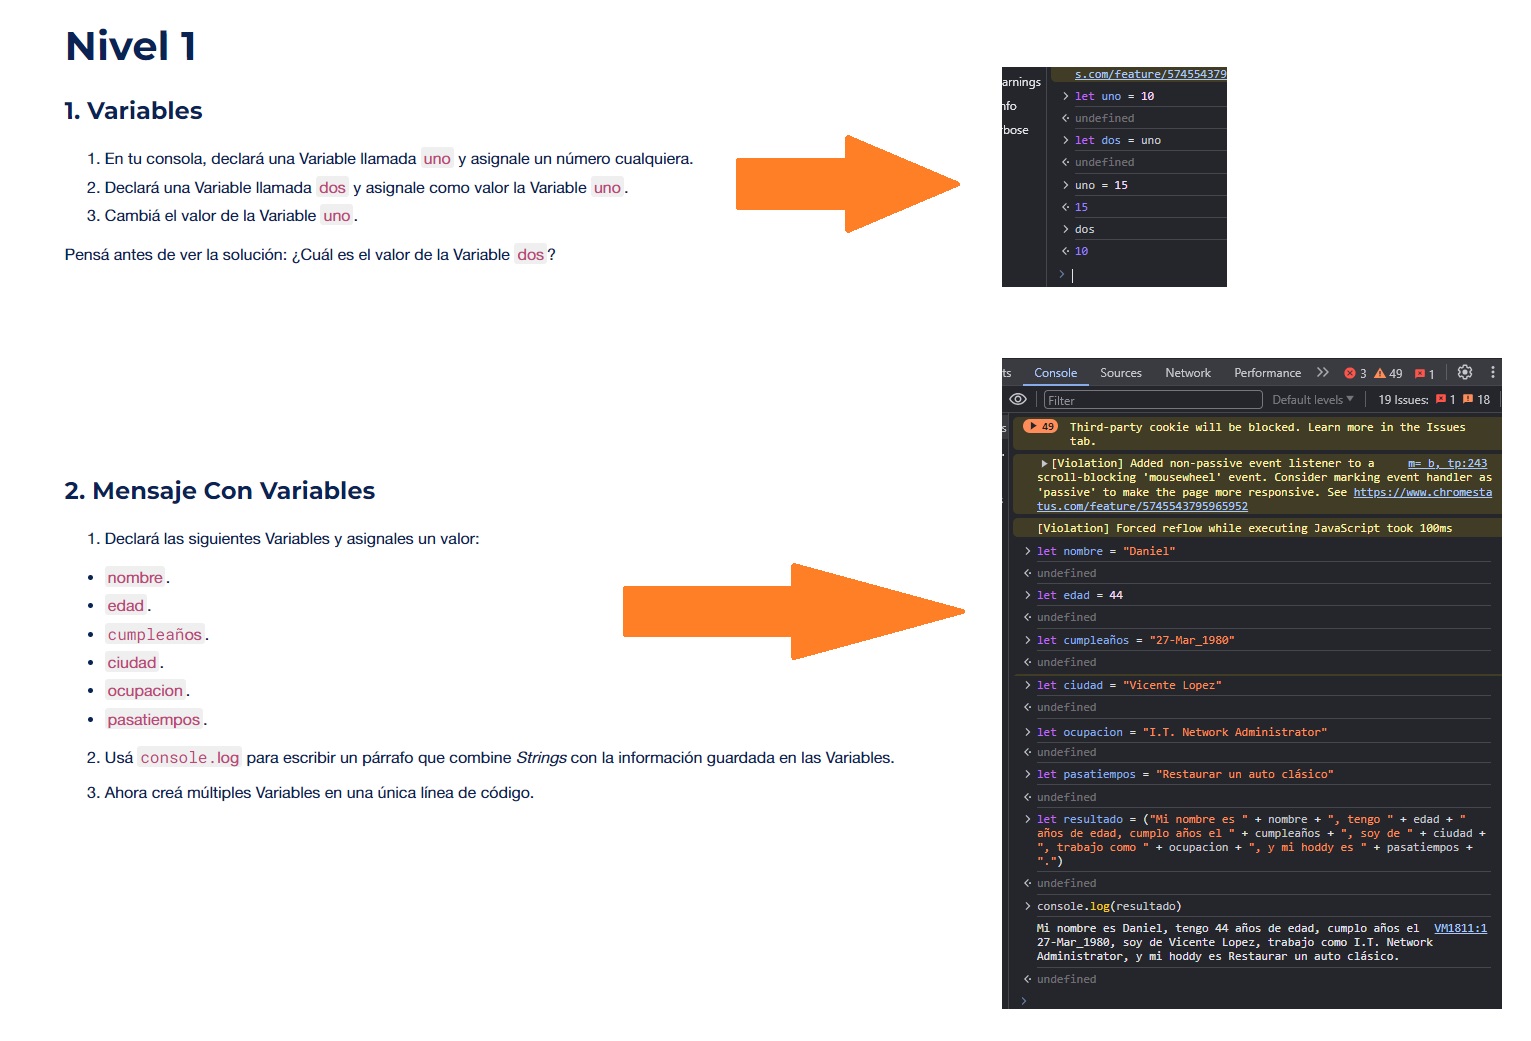 Nivel 1
1. Variables
1. En tu consola, declará una Variable llamada uno y asignale un número cualquiera.
2. Declará una Variable llamada dos y asignale como valor la Variable uno.
3. Cambiá el valor de la Variable uno.
Pensá antes de ver la solución: ¿Cuál es el valor de la Variable dos?
s.com/feature/574554379
arnings
nfo
bose
> let uno = 10
undefined
> let dos = uno
undefined
> uno = 15
15
> dos
10
>
2. Mensaje Con Variables
1. Declará las siguientes Variables y asignales un valor:
• nombre.
• edad.
• cumpleaños.
• ciudad.
• ocupacion.
• pasatiempos.
2. Usá console.log para escribir un párrafo que combine Strings con la información guardada en las Variables.
3. Ahora creá múltiples Variables en una única línea de código.
ts Console Sources Network Performance 3 49 1
Filter Default levels 19 Issues: 1 18
49 Third-party cookie will be blocked. Learn more in the Issues
tab.
[Violation] Added non-passive event listener to a m= b, tp:243
scroll-blocking 'mousewheel' event. Consider marking event handler as
'passive' to make the page more responsive. See https://www.chromesta
tus.com/feature/5745543795965952
[Violation] Forced reflow while executing JavaScript took 100ms
> let nombre = "Daniel"
undefined
> let edad = 44
undefined
> let cumpleaños = "27-Mar_1980"
undefined
> let ciudad = "Vicente Lopez"
undefined
> let ocupacion = "I.T. Network Administrator"
undefined
> let pasatiempos = "Restaurar un auto clásico"
undefined
> let resultado = ("Mi nombre es " + nombre + ", tengo " + edad + "
años de edad, cumplo años el " + cumpleaños + ", soy de " + ciudad +
", trabajo como " + ocupacion + ", y mi hoddy es " + pasatiempos +
".")
undefined
> console.log(resultado)
Mi nombre es Daniel, tengo 44 años de edad, cumplo años el VM1811:1
27-Mar_1980, soy de Vicente Lopez, trabajo como I.T. Network
Administrator, y mi hoddy es Restaurar un auto clásico.
undefined
>